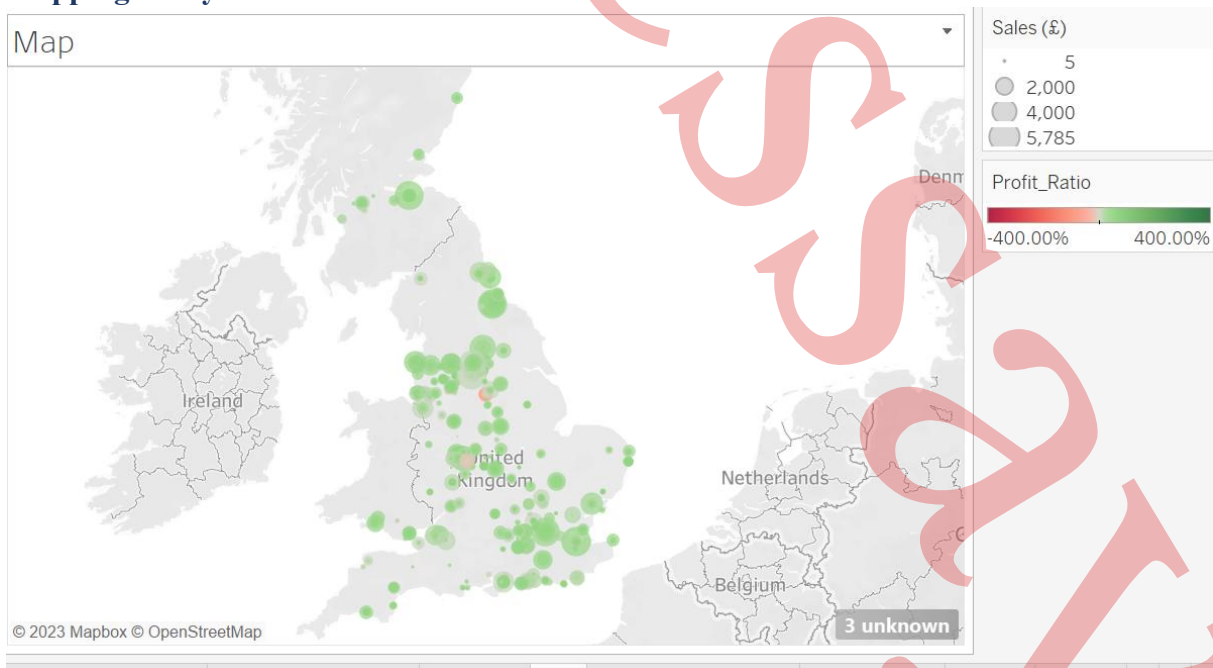 Map
Sales (£)
5
2,000
4,000
5,785
Profit_Ratio
-400.00%
400.00%
Denm
Ireland
United
Kingdom
Netherlands
Belgium
© 2023 Mapbox © OpenStreetMap
3 unknown